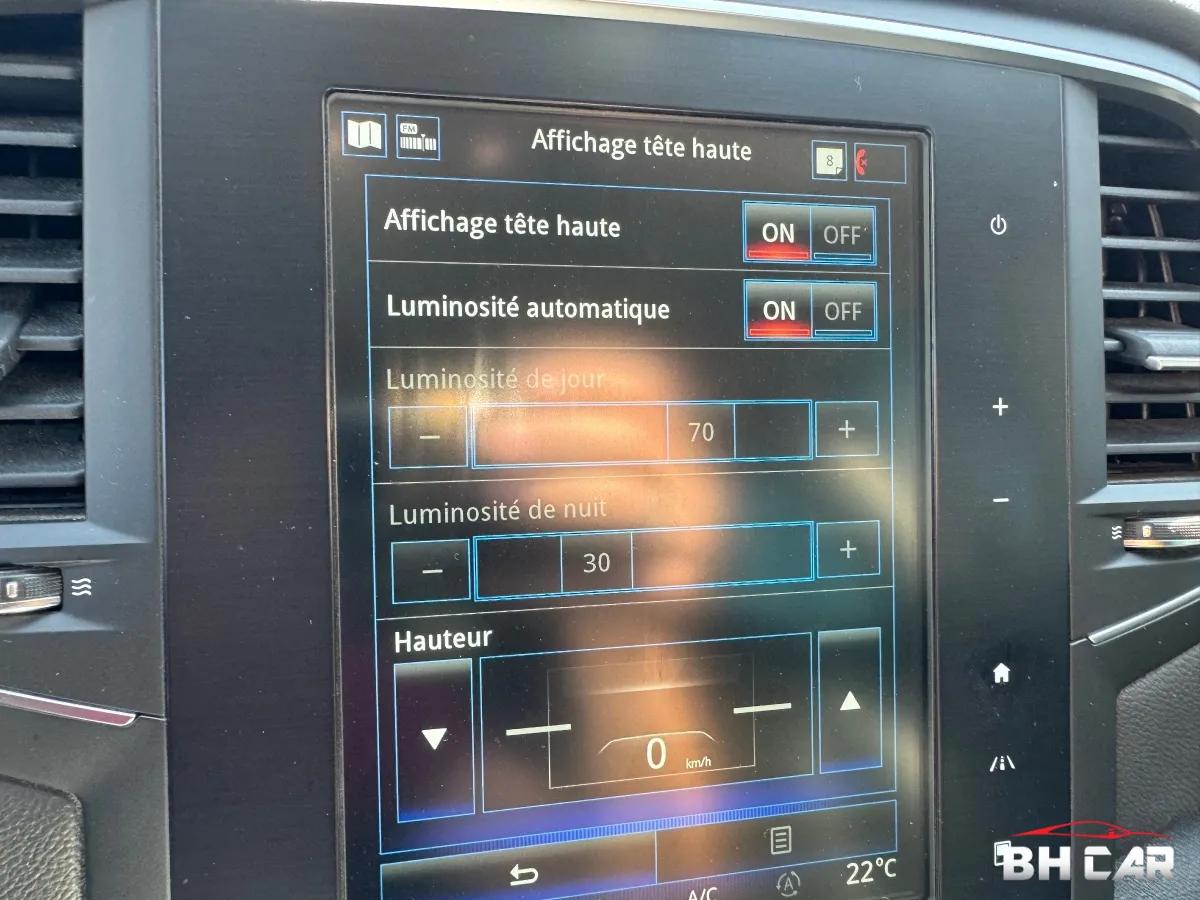 FM
Affichage tête haute
8
Affichage tête haute
ON OFF
Luminosité automatique
ON OFF
Luminosité de jour
− 70 +
Luminosité de nuit
− 30 +
Hauteur
0 km/h
A/C
A
22°C
+
−
BH CAR